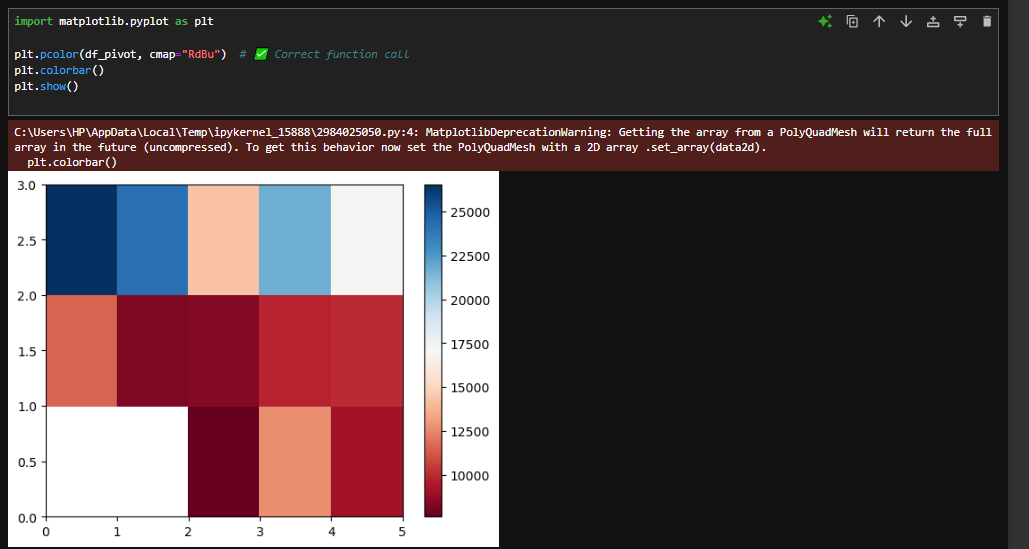 import matplotlib.pyplot as plt
plt.pcolor(df_pivot, cmap="RdBu")  # ✅ Correct function call
plt.colorbar()
plt.show()
C:\Users\HP\AppData\Local\Temp\ipykernel_15888\2984025050.py:4: MatplotlibDeprecationWarning: Getting the array from a PolyQuadMesh will return the full
array in the future (uncompressed). To get this behavior now set the PolyQuadMesh with a 2D array .set_array(data2d).
  plt.colorbar()
3.0
2.5
2.0
1.5
1.0
0.5
0.0
0 1 2 3 4 5
25000
22500
20000
17500
15000
12500
10000